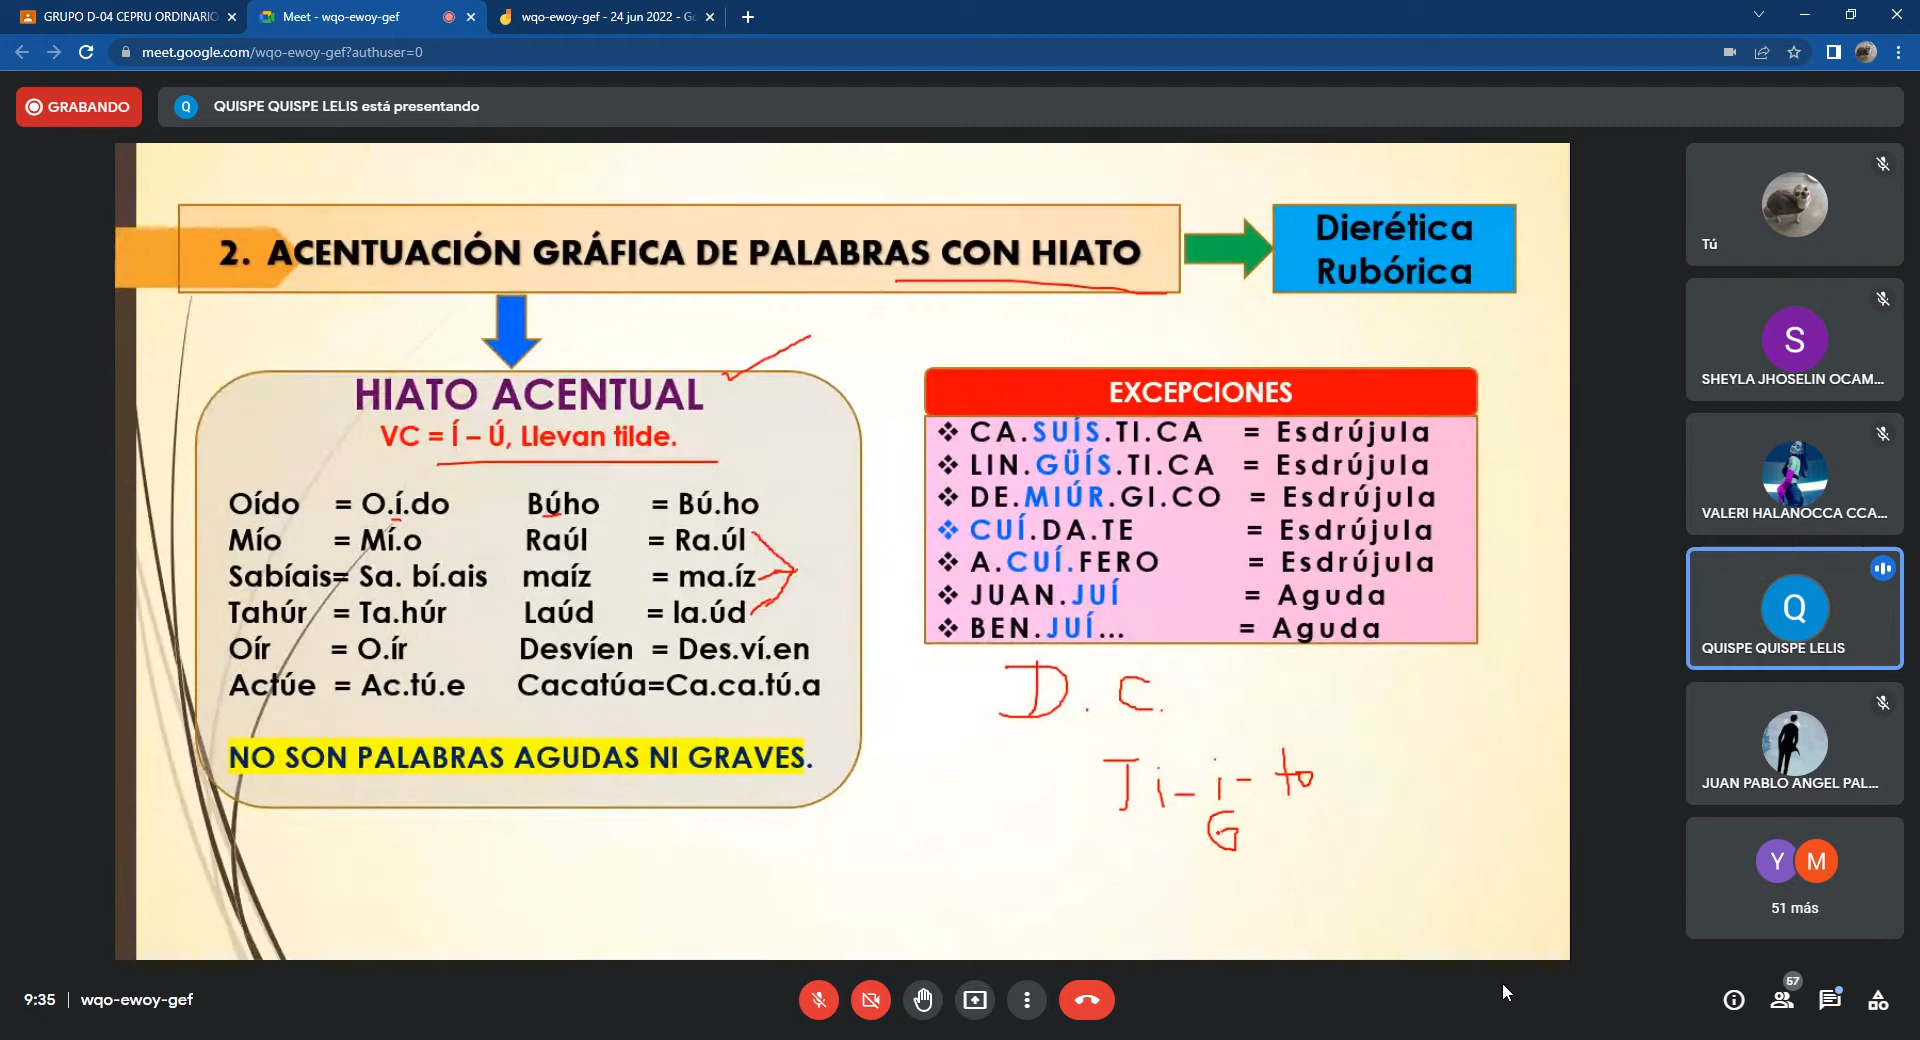 GRUPO D-04 CEPRU ORDINARIO
Meet - wqo-ewoy-gef
wqo-ewoy-gef - 24 jun 2022 - Go
meet.google.com/wqo-ewoy-gef?authuser=0
GRABANDO
Q QUISPE QUISPE LELIS está presentando
2. ACENTUACIÓN GRÁFICA DE PALABRAS CON HIATO
Dierética
Rubórica
HIATO ACENTUAL
VC = Í – Ú, Llevan tilde.
Oído = O.í.do Búho = Bú.ho
Mío = Mí.o Raúl = Ra.úl
Sabíais= Sa. bí.ais maíz = ma.íz
Tahúr = Ta.húr Laúd = la.úd
Oír = O.ír Desvíen = Des.ví.en
Actúe = Ac.tú.e Cacatúa=Ca.ca.tú.a
NO SON PALABRAS AGUDAS NI GRAVES.
EXCEPCIONES
❖ CA.SUÍS.TI.CA = Esdrújula
❖ LIN.GÜÍS.TI.CA = Esdrújula
❖ DE.MIÚR.GI.CO = Esdrújula
❖ CUÍ.DA.TE = Esdrújula
❖ A.CUÍ.FERO = Esdrújula
❖ JUAN.JUÍ = Aguda
❖ BEN.JUÍ... = Aguda
D. C.
Ji - i - to
G
Tú
S
SHEYLA JHOSELIN OCAM...
VALERI HALANOCCA CCA...
Q
QUISPE QUISPE LELIS
JUAN PABLO ANGEL PAL...
Y M
51 más
9:35 | wqo-ewoy-gef
57